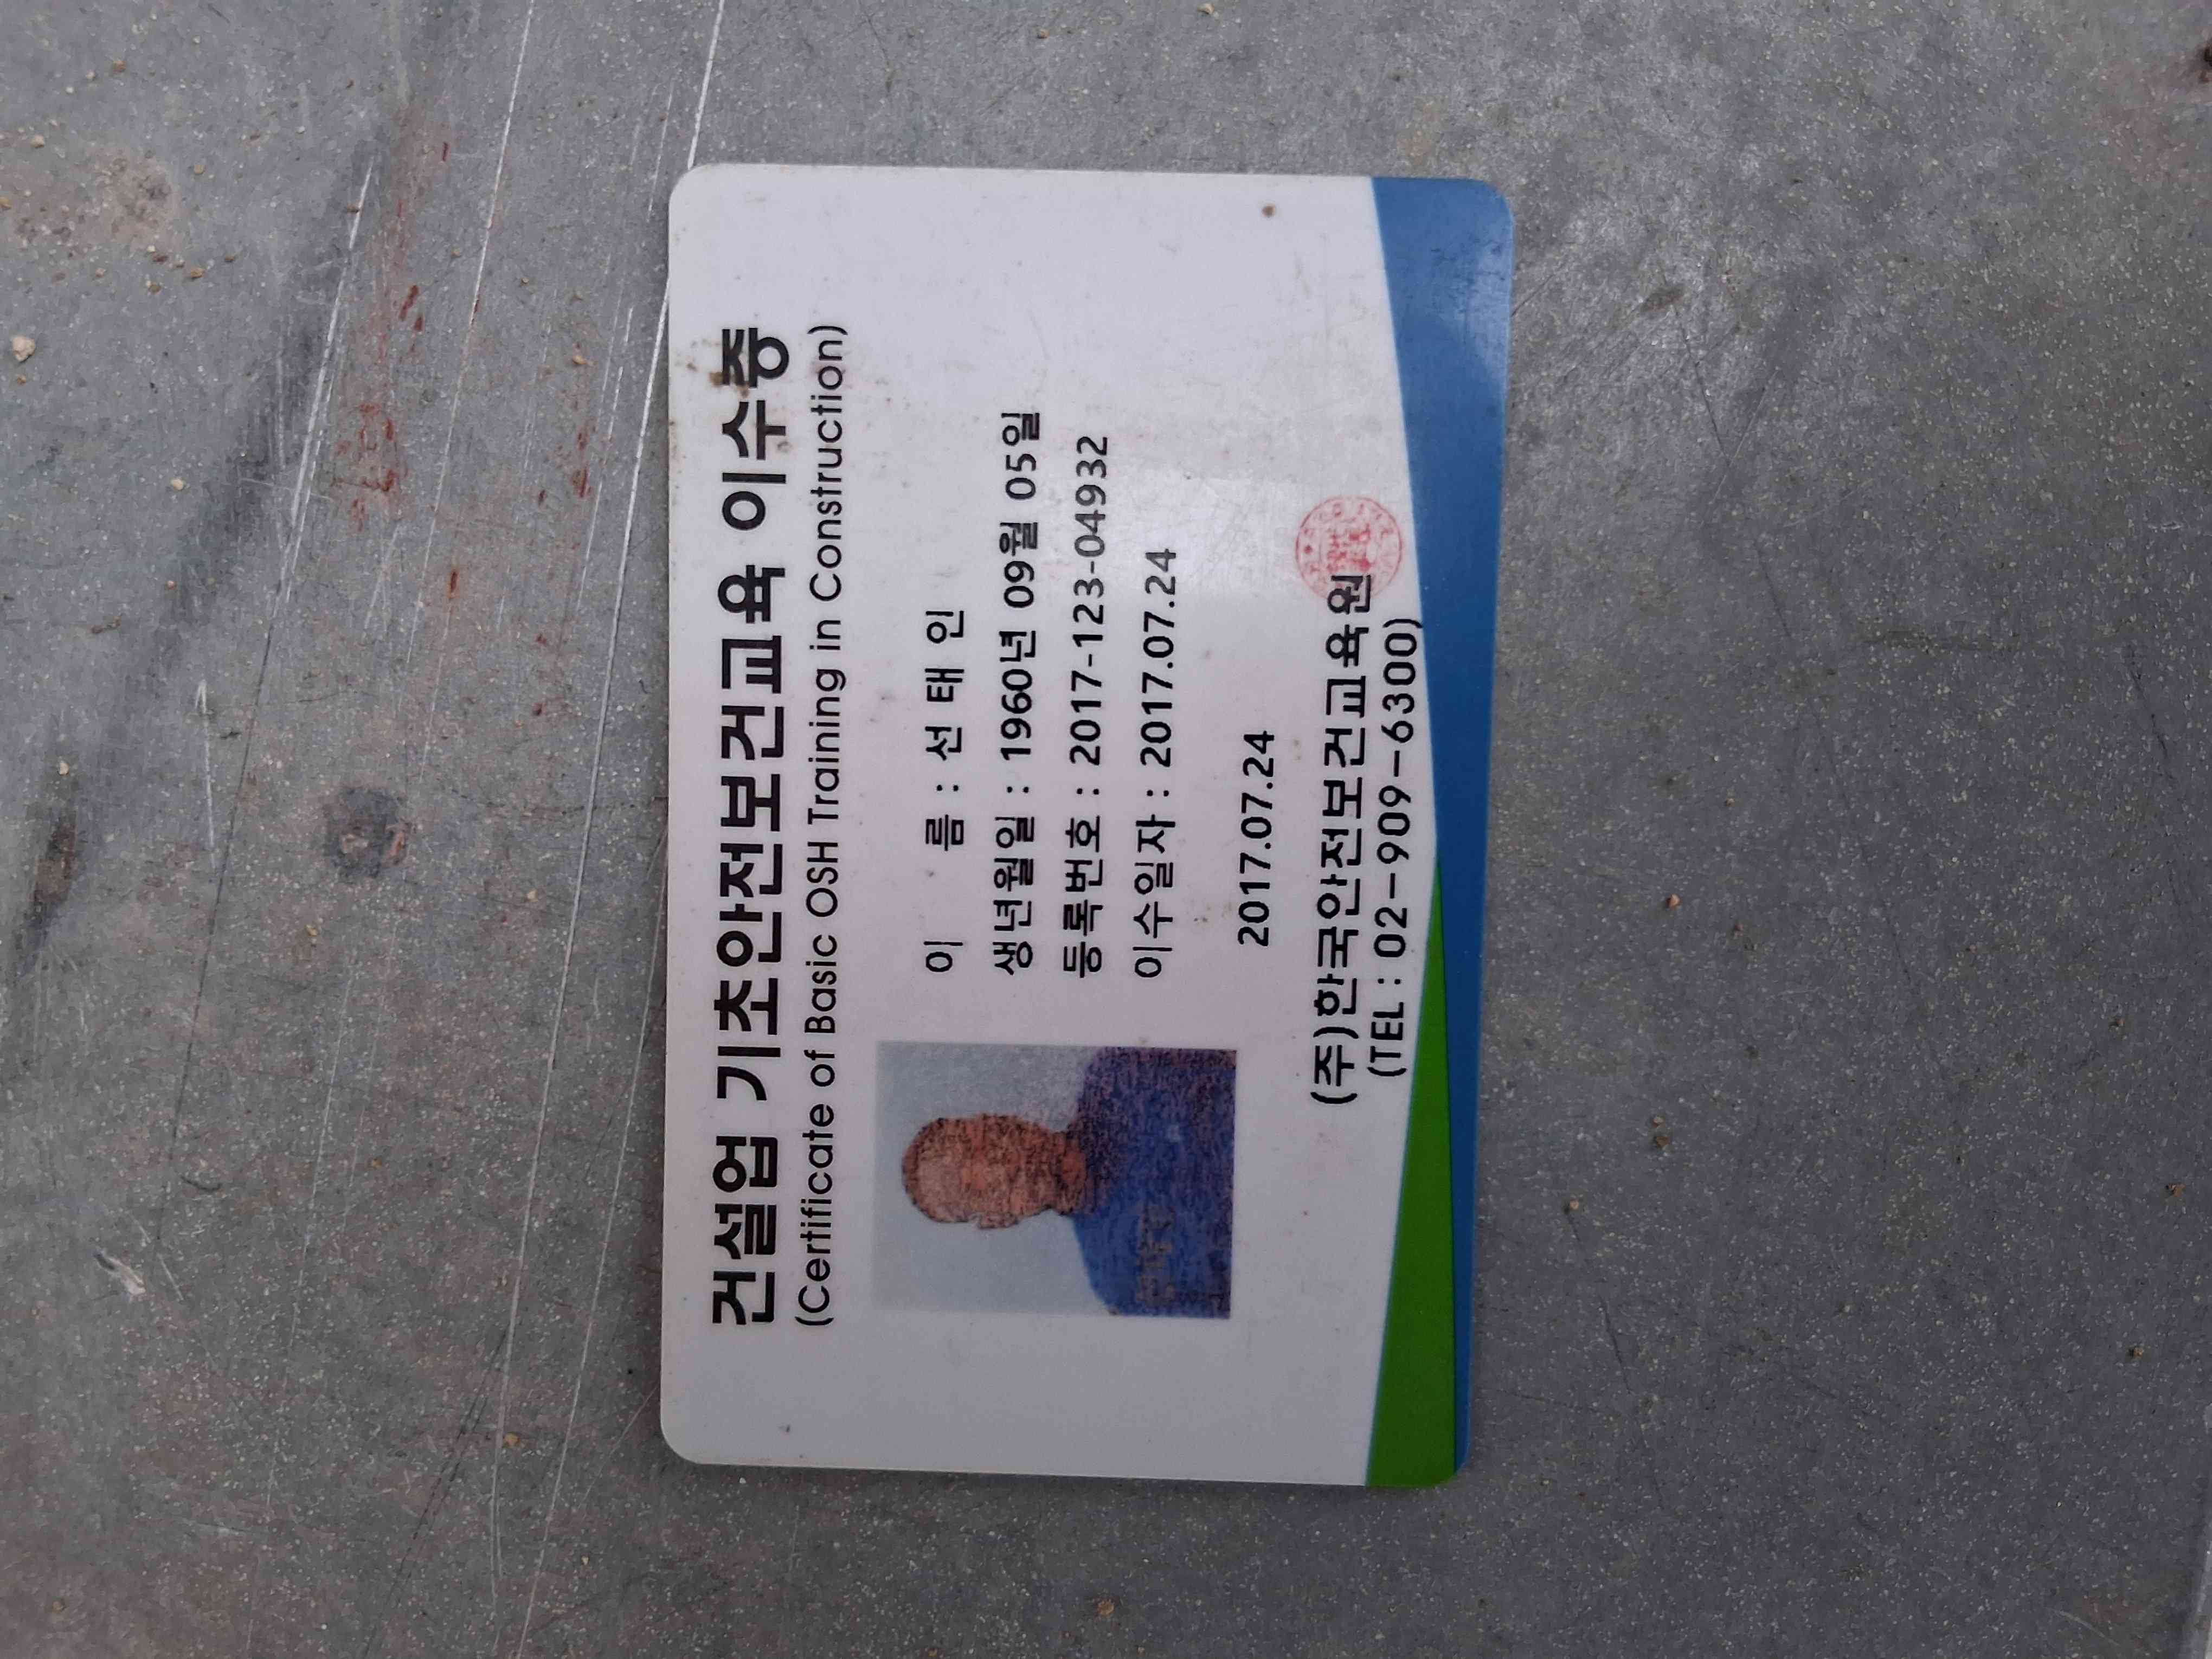 건설업 기초안전보건교육 이수증
(Certificate of Basic OSH Training in Construction)
이 름 : 선 태 인
생년월일 : 1960년 09월 05일
등록번호 : 2017-123-04932
이수일자 : 2017.07.24
2017.07.24
(주)한국안전보건교육원
(TEL : 02-909-6300)